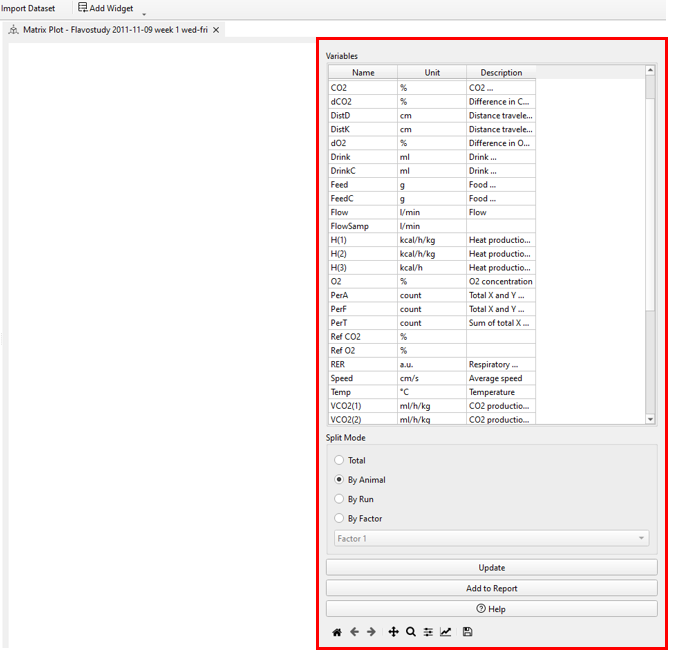 Import Dataset Add Widget
Matrix Plot - Flavostudy 2011-11-09 week 1 wed-fri
Variables
Name Unit Description
CO2 % CO2 ...
dCO2 % Difference in C...
DistD cm Distance travele...
DistK cm Distance travele...
dO2 % Difference in O...
Drink ml Drink ...
DrinkC ml Drink ...
Feed g Food ...
FeedC g Food ...
Flow l/min Flow
FlowSamp l/min
H(1) kcal/h/kg Heat productio...
H(2) kcal/h/kg Heat productio...
H(3) kcal/h Heat productio...
O2 % O2 concentration
PerA count Total X and Y ...
PerF count Total X and Y ...
PerT count Sum of total X ...
Ref CO2 %
Ref O2 %
RER a.u. Respiratory ...
Speed cm/s Average speed
Temp °C Temperature
VCO2(1) ml/h/kg CO2 productio...
VCO2(2) ml/h/kg CO2 productio...
Split Mode
Total
By Animal
By Run
By Factor
Factor 1
Update
Add to Report
Help